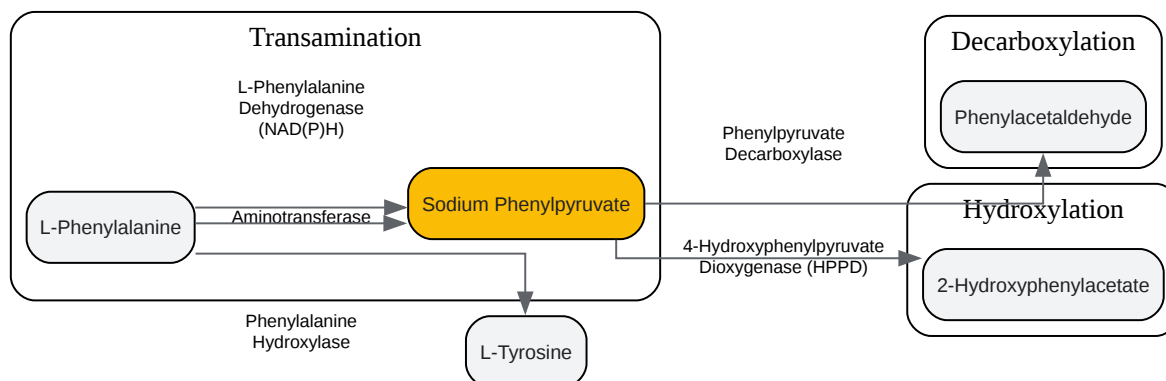 Transamination
L-Phenylalanine
Dehydrogenase
(NAD(P)H)
L-Phenylalanine
Aminotransferase
Sodium Phenylpyruvate
Phenylalanine
Hydroxylase
L-Tyrosine
Phenylpyruvate
Decarboxylase
4-Hydroxyphenylpyruvate
Dioxygenase (HPPD)
Decarboxylation
Phenylacetaldehyde
Hydroxylation
2-Hydroxyphenylacetate